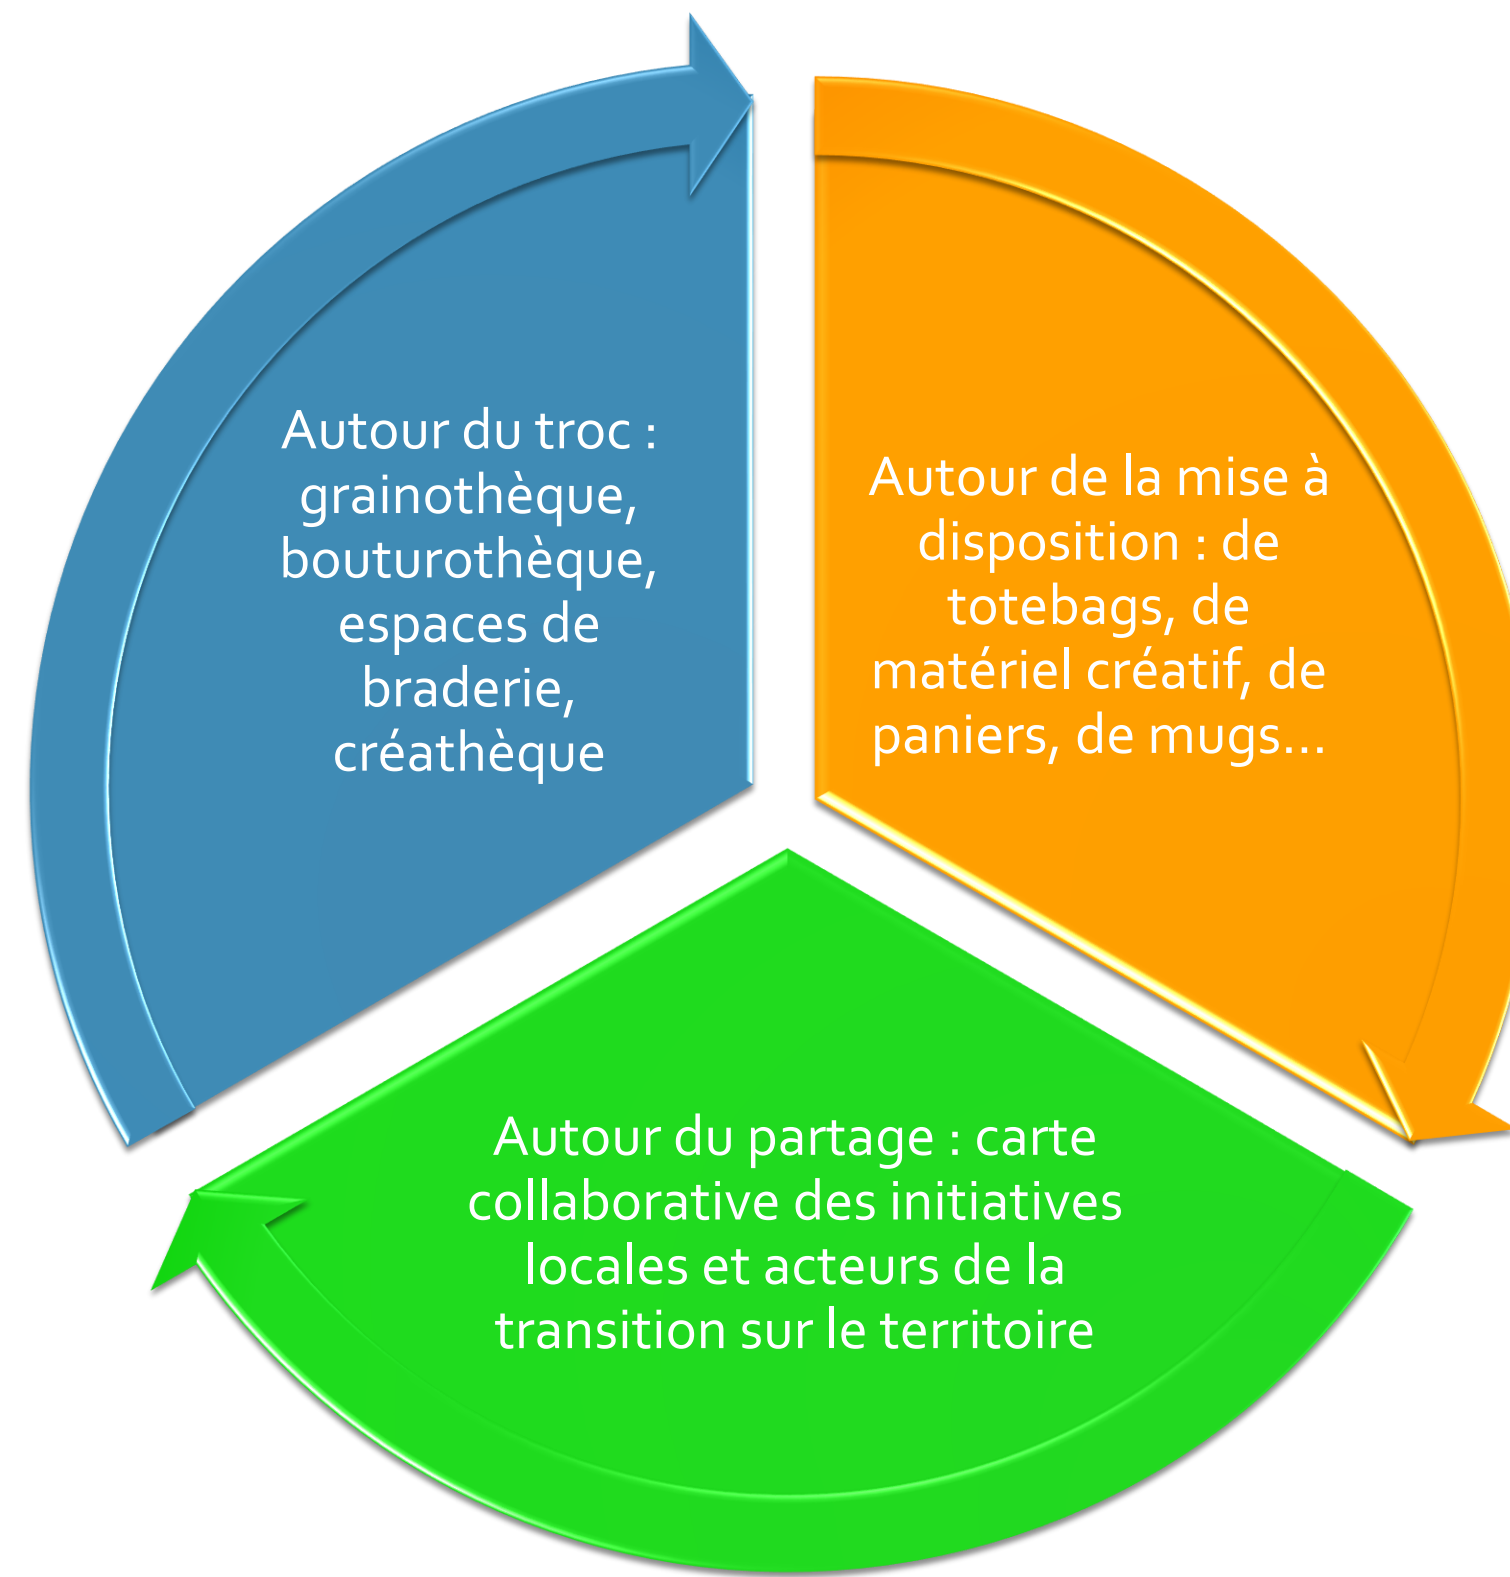 Autour du troc :
grainothèque,
bouturothèque,
espaces de
braderie,
créathèque
Autour de la mise à
disposition : de
totebags, de
matériel créatif, de
paniers, de mugs…
Autour du partage : carte
collaborative des initiatives
locales et acteurs de la
transition sur le territoire